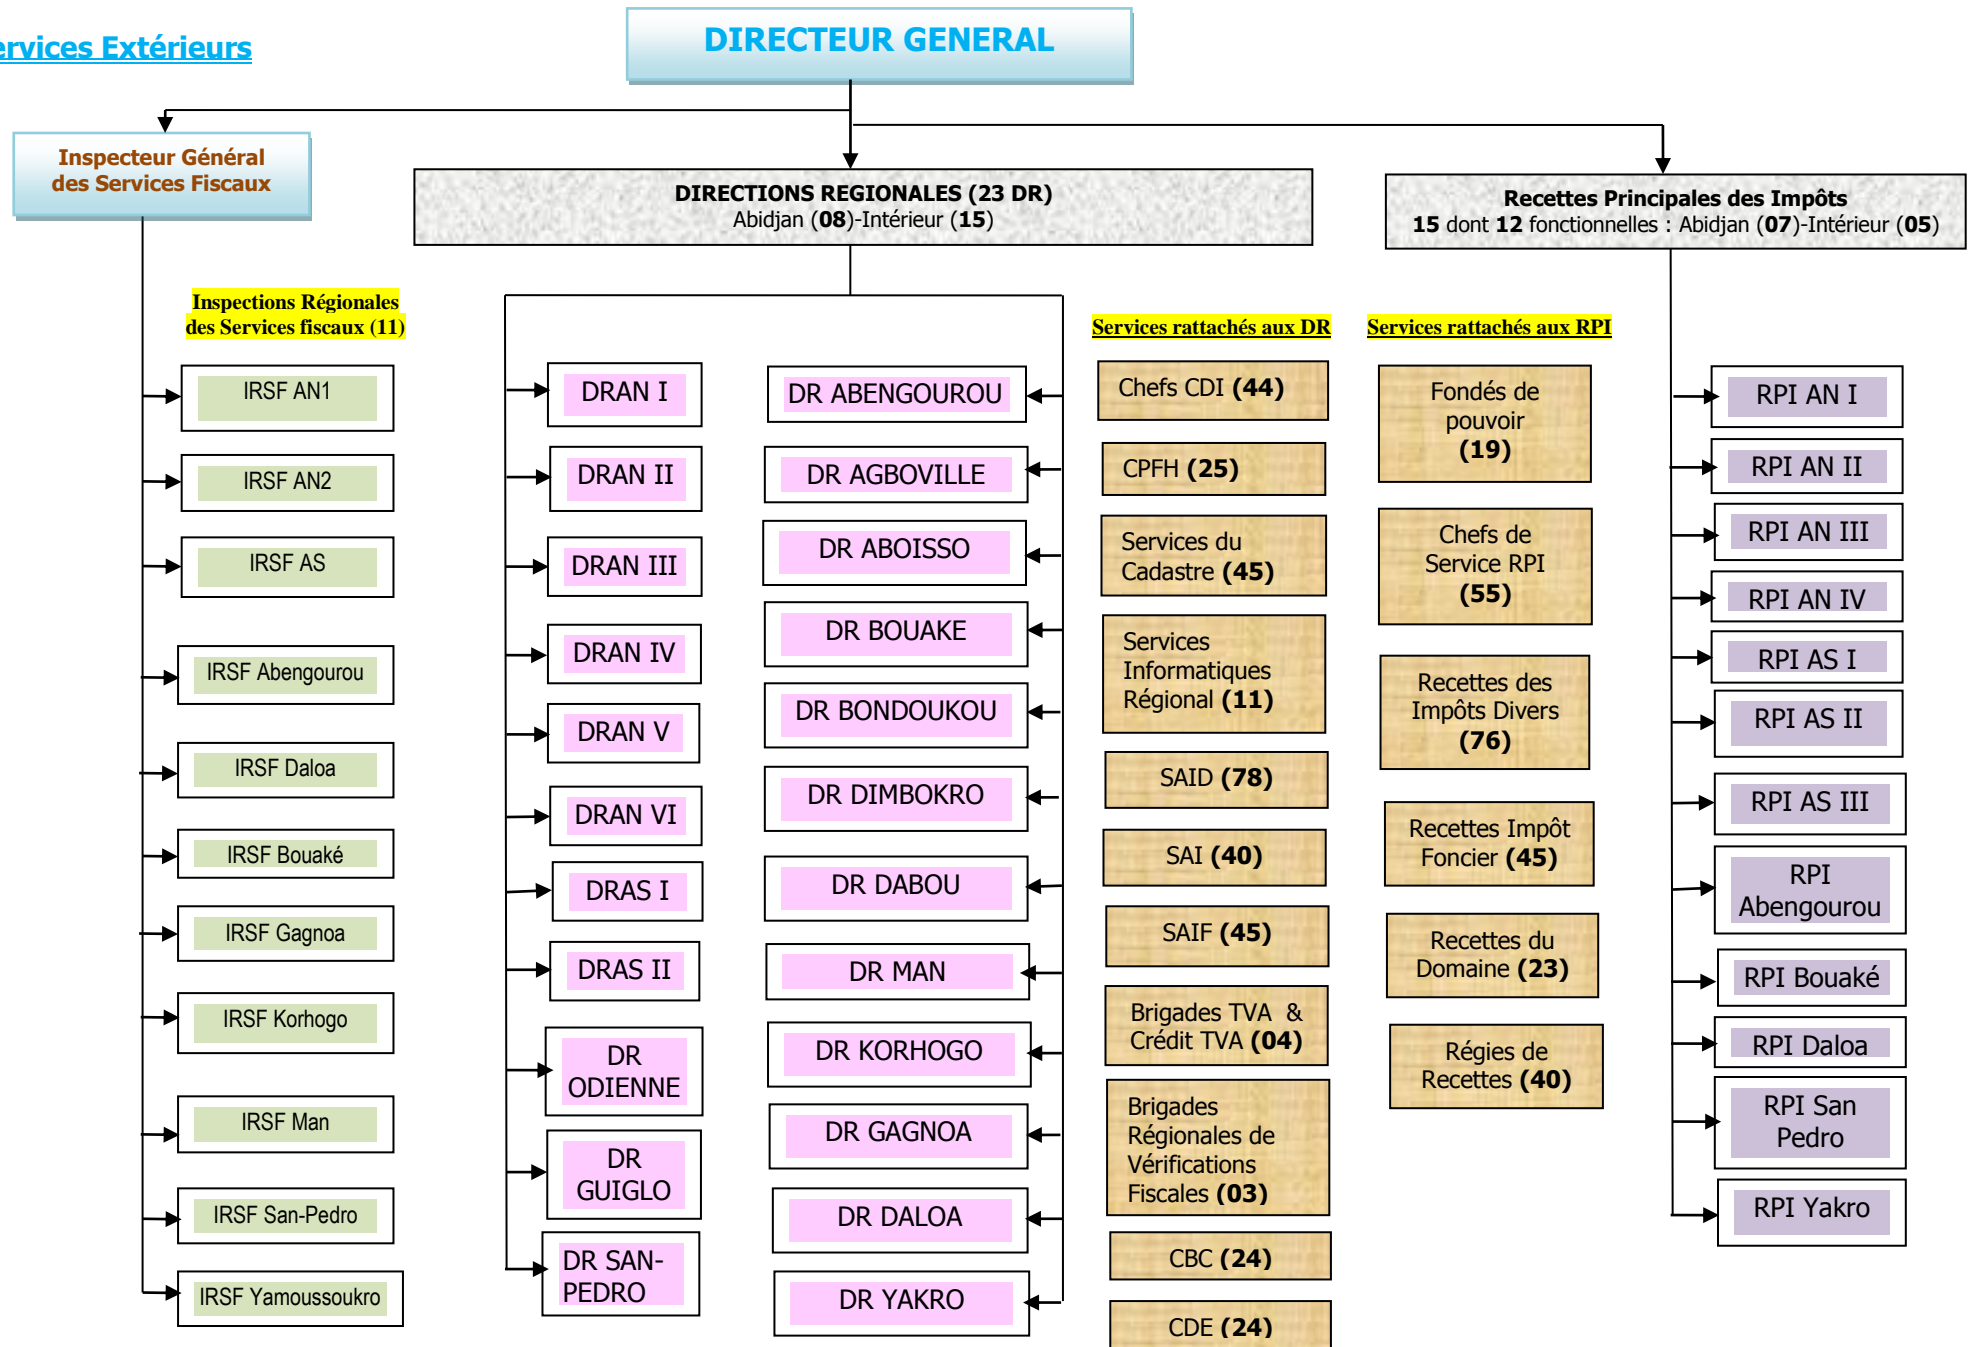 ervices Extérieurs
DIRECTEUR GENERAL
Inspecteur Général
des Services Fiscaux
DIRECTIONS REGIONALES (23 DR)
Abidjan (08)-Intérieur (15)
Recettes Principales des Impôts
15 dont 12 fonctionnelles : Abidjan (07)-Intérieur (05)
Inspections Régionales
des Services fiscaux (11)
IRSF AN1
IRSF AN2
IRSF AS
IRSF Abengourou
IRSF Daloa
IRSF Bouaké
IRSF Gagnoa
IRSF Korhogo
IRSF Man
IRSF San-Pedro
IRSF Yamoussoukro
DRAN I
DRAN II
DRAN III
DRAN IV
DRAN V
DRAN VI
DRAS I
DRAS II
DR
ODIENNE
DR
GUIGLO
DR SAN-
PEDRO
DR ABENGOUROU
DR AGBOVILLE
DR ABOISSO
DR BOUAKE
DR BONDOUKOU
DR DIMBOKRO
DR DABOU
DR MAN
DR KORHOGO
DR GAGNOA
DR DALOA
DR YAKRO
Services rattachés aux DR
Chefs CDI (44)
CPFH (25)
Services du
Cadastre (45)
Services
Informatiques
Régional (11)
SAID (78)
SAI (40)
SAIF (45)
Brigades TVA &
Crédit TVA (04)
Brigades
Régionales de
Vérifications
Fiscales (03)
CBC (24)
CDE (24)
Services rattachés aux RPI
Fondés de
pouvoir
(19)
Chefs de
Service RPI
(55)
Recettes des
Impôts Divers
(76)
Recettes Impôt
Foncier (45)
Recettes du
Domaine (23)
Régies de
Recettes (40)
RPI AN I
RPI AN II
RPI AN III
RPI AN IV
RPI AS I
RPI AS II
RPI AS III
RPI
Abengourou
RPI Bouaké
RPI Daloa
RPI San
Pedro
RPI Yakro